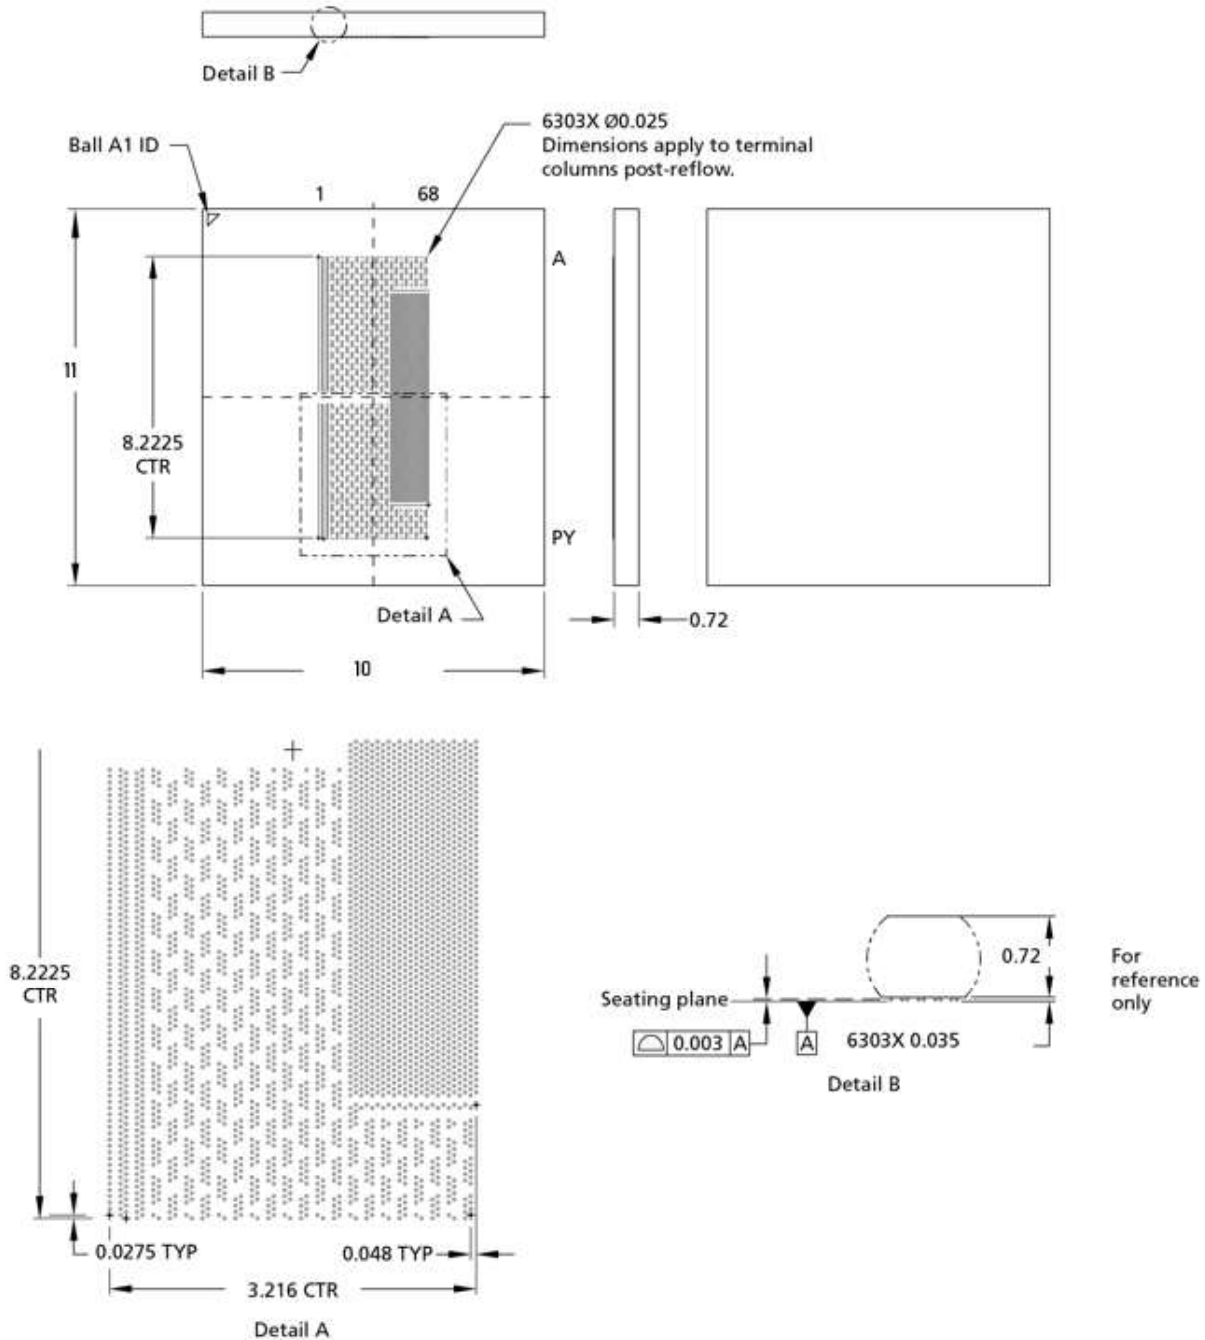 Detail B
6303X Ø0.025
Dimensions apply to terminal
columns post-reflow.
Ball A1 ID
1
68
A
11
8.2225
CTR
PY
Detail A
0.72
10
8.2225
CTR
0.72
For
reference
only
Seating plane
0.003 A
A
6303X 0.035
Detail B
0.0275 TYP
0.048 TYP
3.216 CTR
Detail A